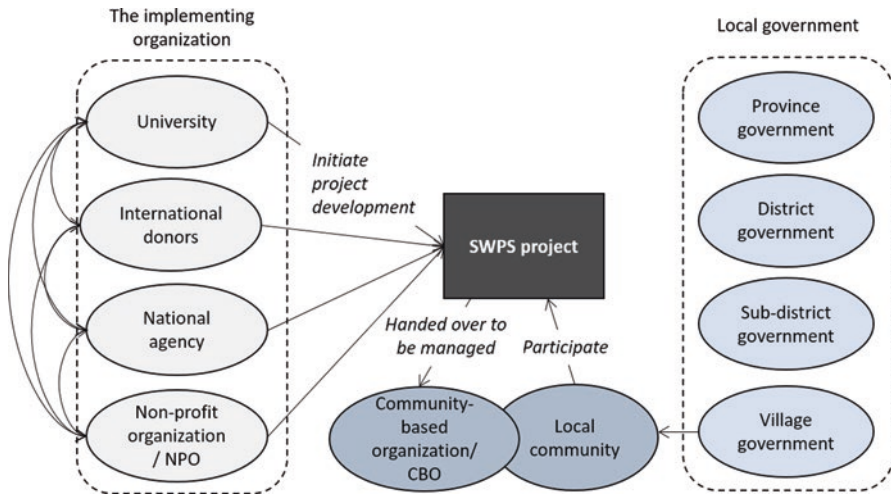 The implementing
organization
University
International
donors
National
agency
Non-profit
organization
/ NPO
Initiate
project
development
SWPS project
Handed over to
be managed
Participate
Community-
based
organization/
CBO
Local
community
Local government
Province
government
District
government
Sub-district
government
Village
government